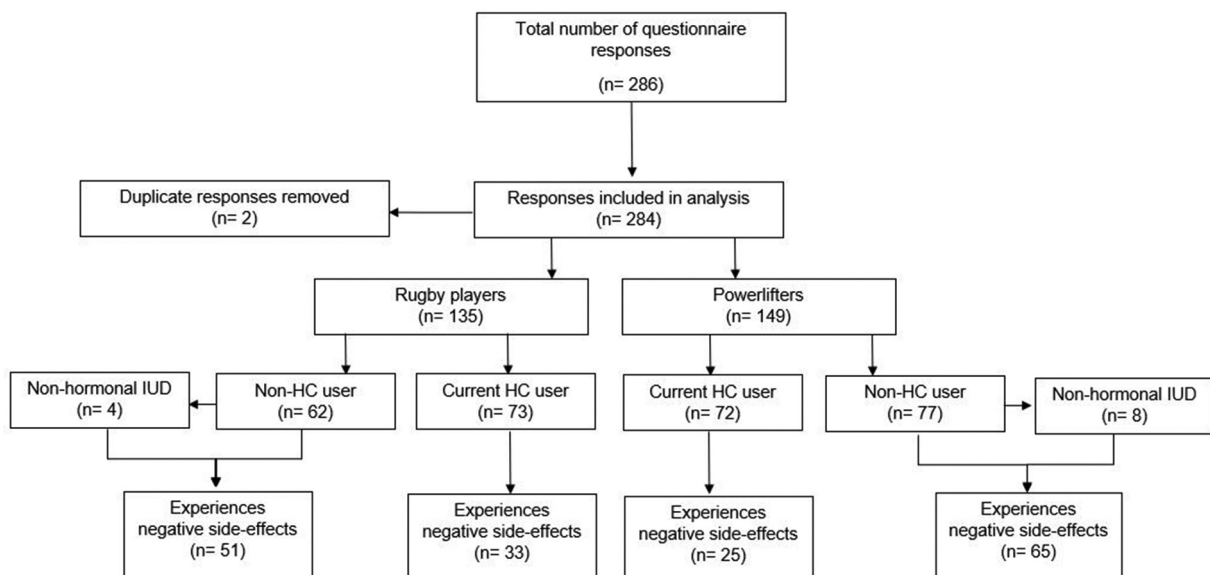 Total number of questionnaire
responses
(n= 286)
Duplicate responses removed
(n= 2)
Responses included in analysis
(n= 284)
Rugby players
(n= 135)
Powerlifters
(n= 149)
Non-hormonal IUD
(n= 4)
Non-HC user
(n= 62)
Current HC user
(n= 73)
Current HC user
(n= 72)
Non-HC user
(n= 77)
Non-hormonal IUD
(n= 8)
Experiences
negative side-effects
(n= 51)
Experiences
negative side-effects
(n= 33)
Experiences
negative side-effects
(n= 25)
Experiences
negative side-effects
(n= 65)